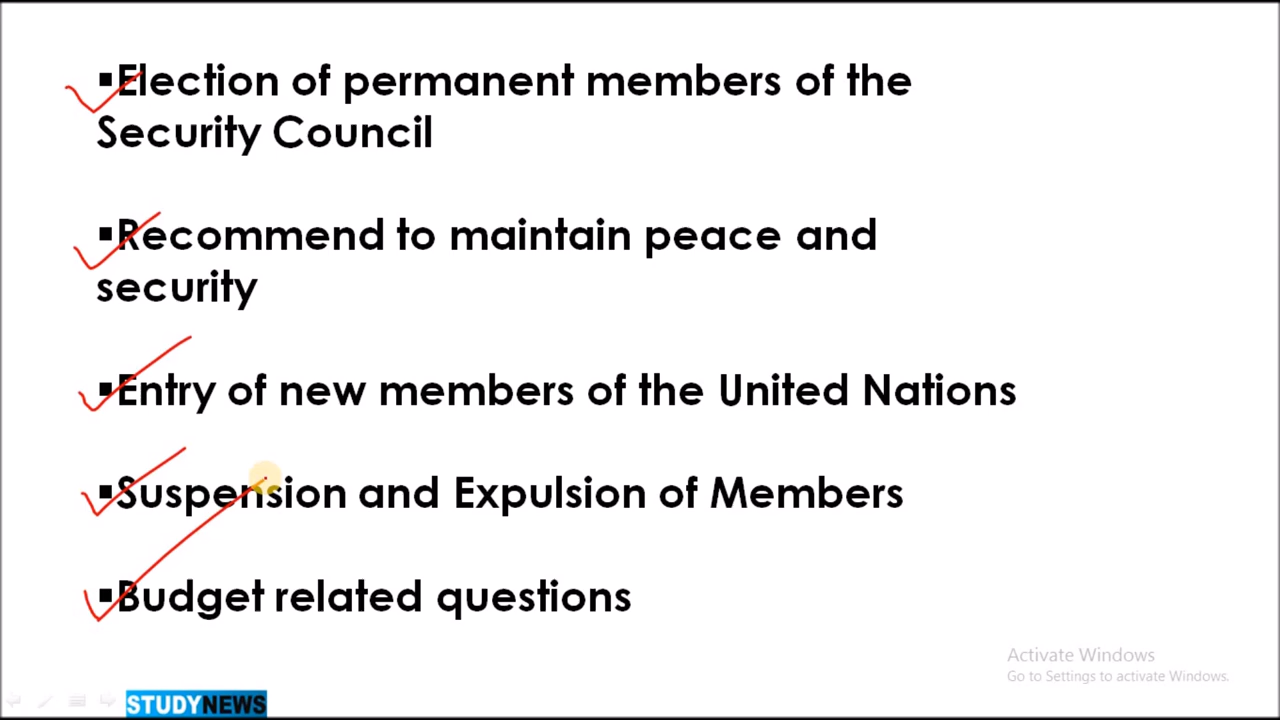 ▪Election of permanent members of the
Security Council
▪Recommend to maintain peace and
security
▪Entry of new members of the United Nations
▪Suspension and Expulsion of Members
▪Budget related questions
Activate Windows
Go to Settings to activate Windows.
STUDYNEWS